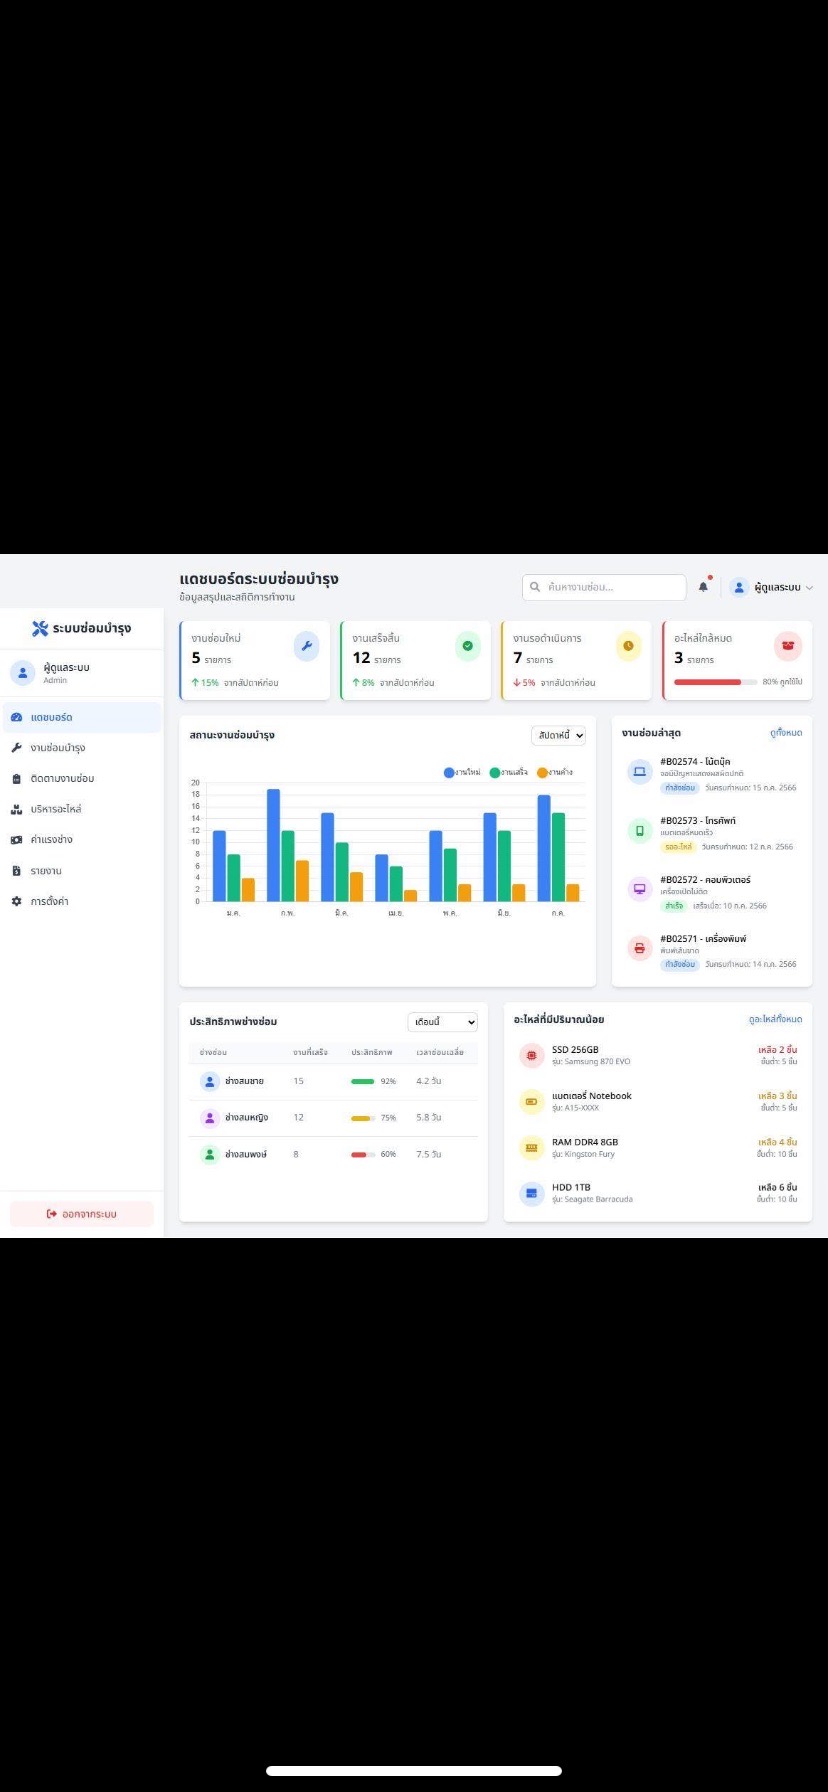 แดชบอร์ดระบบซ่อมบำรุง
ข้อมูลสรุปและสถิติการทำงาน
ค้นหางานซ่อม...
ผู้ดูแลระบบ
ระบบซ่อมบำรุง
ผู้ดูแลระบบ
Admin
แดชบอร์ด
งานซ่อมบำรุง
ติดตามงานซ่อม
บริหารอะไหล่
ค่าแรงช่าง
รายงาน
การตั้งค่า
ออกจากระบบ
งานซ่อมใหม่
5 รายการ
15% จากสัปดาห์ก่อน
งานเสร็จสิ้น
12 รายการ
8% จากสัปดาห์ก่อน
งานรอดำเนินการ
7 รายการ
5% จากสัปดาห์ก่อน
อะไหล่ใกล้หมด
3 รายการ
80% ถูกใช้ไป
สถานะงานซ่อมบำรุง
สัปดาห์นี้
งานใหม่ งานเสร็จ งานค้าง
20
18
16
14
12
10
8
6
4
2
0
ม.ค. ก.พ. มี.ค. เม.ย. พ.ค. มิ.ย. ก.ค.
งานซ่อมล่าสุด
ดูทั้งหมด
#B02574 - โน้ตบุ๊ค
จอมีปัญหาแสดงผลผิดปกติ
กำลังซ่อม วันครบกำหนด: 15 ก.ค. 2566
#B02573 - โทรศัพท์
แบตเตอรี่หมดเร็ว
รออะไหล่ วันครบกำหนด: 12 ก.ค. 2566
#B02572 - คอมพิวเตอร์
เครื่องเปิดไม่ติด
สำเร็จ เสร็จเมื่อ: 10 ก.ค. 2566
#B02571 - เครื่องพิมพ์
พิมพ์เส้นขาด
กำลังซ่อม วันครบกำหนด: 14 ก.ค. 2566
ประสิทธิภาพช่างซ่อม
เดือนนี้
ช่างซ่อม งานที่เสร็จ ประสิทธิภาพ เวลาซ่อมเฉลี่ย
ช่างสมชาย 15 92% 4.2 วัน
ช่างสมหญิง 12 75% 5.8 วัน
ช่างสมพงษ์ 8 60% 7.5 วัน
อะไหล่ที่มีปริมาณน้อย
ดูอะไหล่ทั้งหมด
SSD 256GB
เหลือ 2 ชิ้น
รุ่น: Samsung 870 EVO
ขั้นต่ำ: 5 ชิ้น
แบตเตอรี่ Notebook
เหลือ 3 ชิ้น
รุ่น: A15-XXXX
ขั้นต่ำ: 5 ชิ้น
RAM DDR4 8GB
เหลือ 4 ชิ้น
รุ่น: Kingston Fury
ขั้นต่ำ: 10 ชิ้น
HDD 1TB
เหลือ 6 ชิ้น
รุ่น: Seagate Barracuda
ขั้นต่ำ: 10 ชิ้น